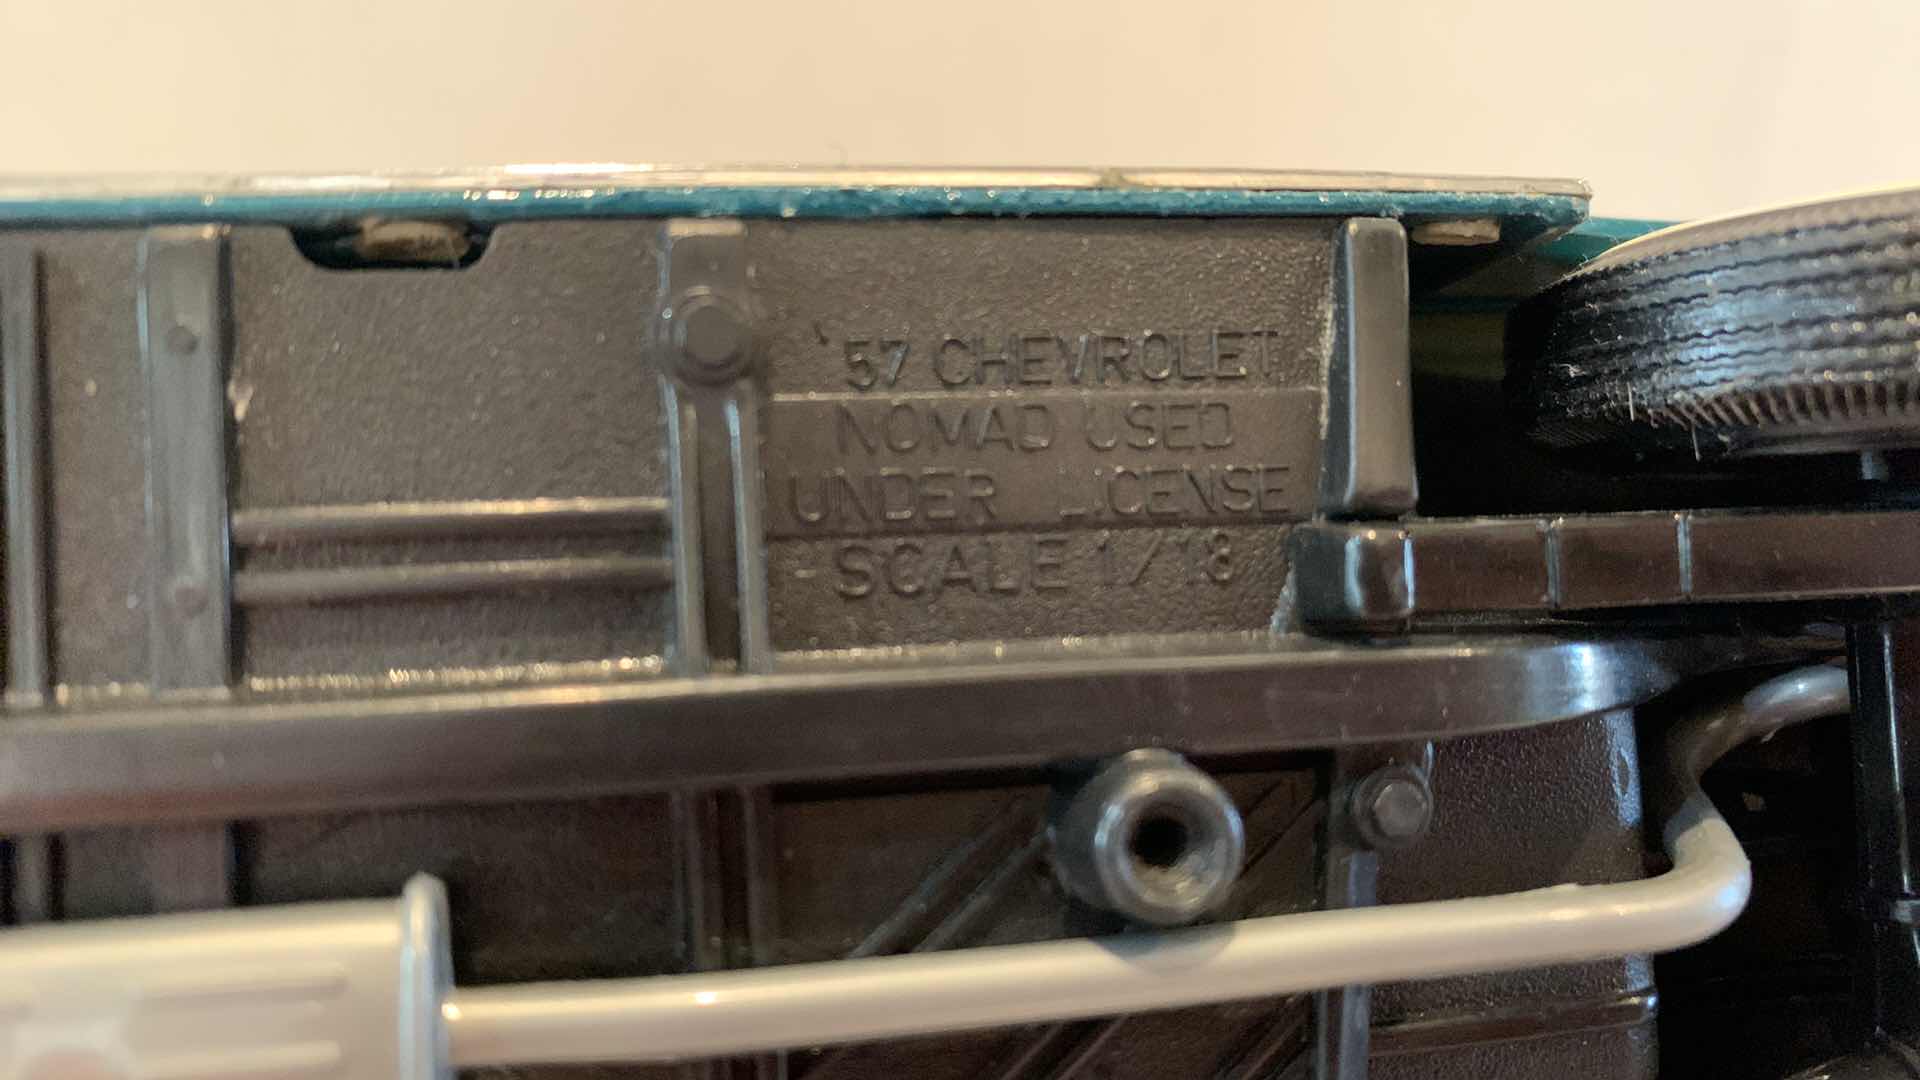 '57 CHEVROLET
NOMAD USED
UNDER LICENSE
SCALE 1/18